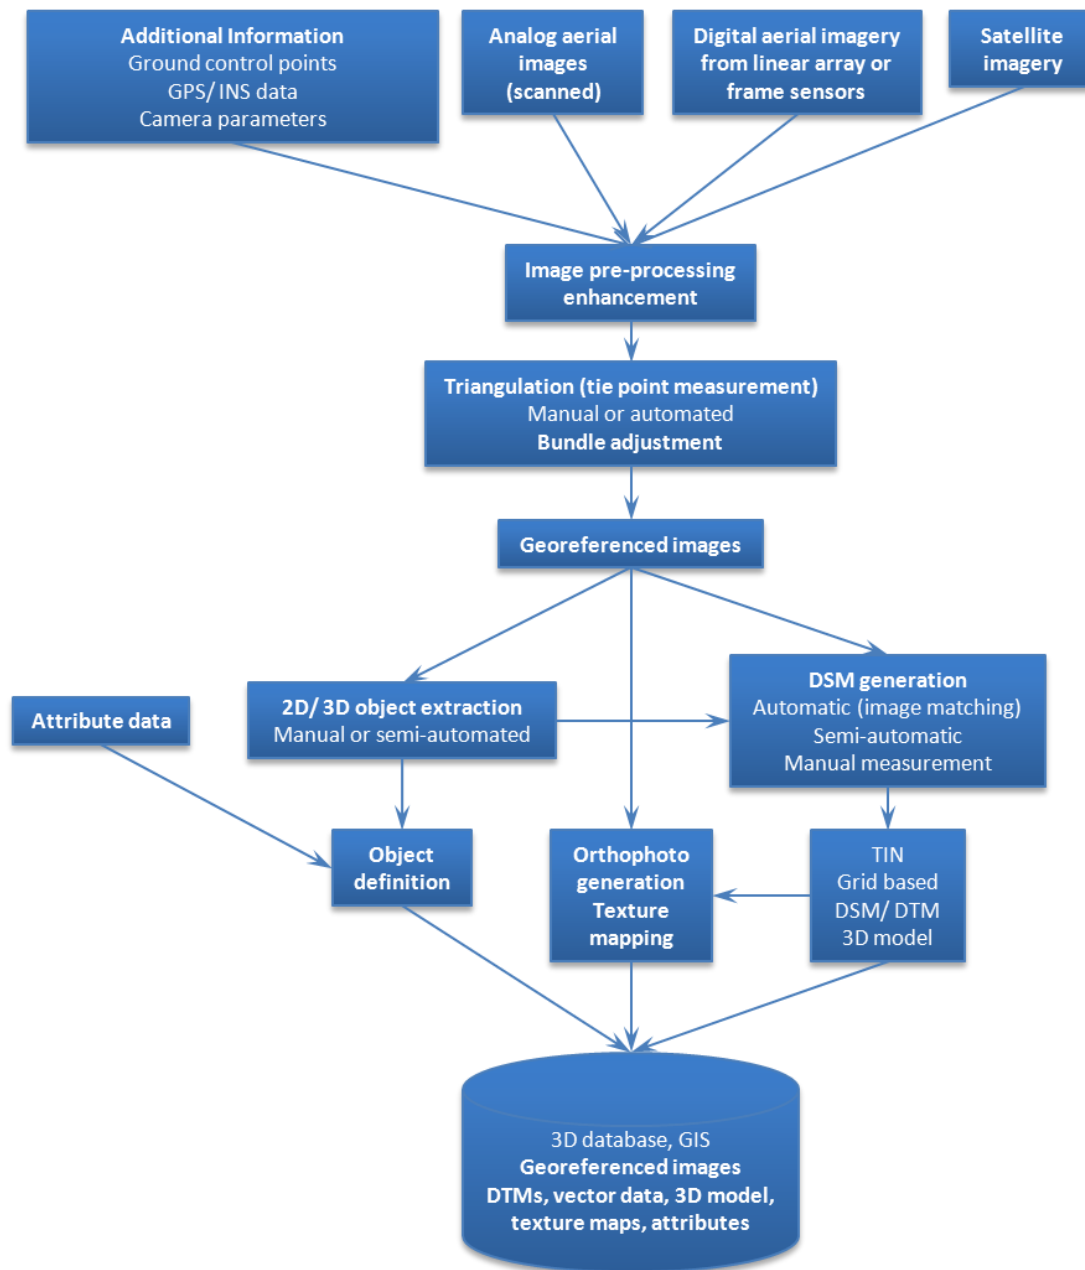 Additional Information
Ground control points
GPS/ INS data
Camera parameters
Analog aerial
images
(scanned)
Digital aerial imagery
from linear array or
frame sensors
Satellite
imagery
Image pre-processing
enhancement
Triangulation (tie point measurement)
Manual or automated
Bundle adjustment
Georeferenced images
Attribute data
2D/ 3D object extraction
Manual or semi-automated
DSM generation
Automatic (image matching)
Semi-automatic
Manual measurement
Object
definition
Orthophoto
generation
Texture
mapping
TIN
Grid based
DSM/ DTM
3D model
3D database, GIS
Georeferenced images
DTMs, vector data, 3D model,
texture maps, attributes